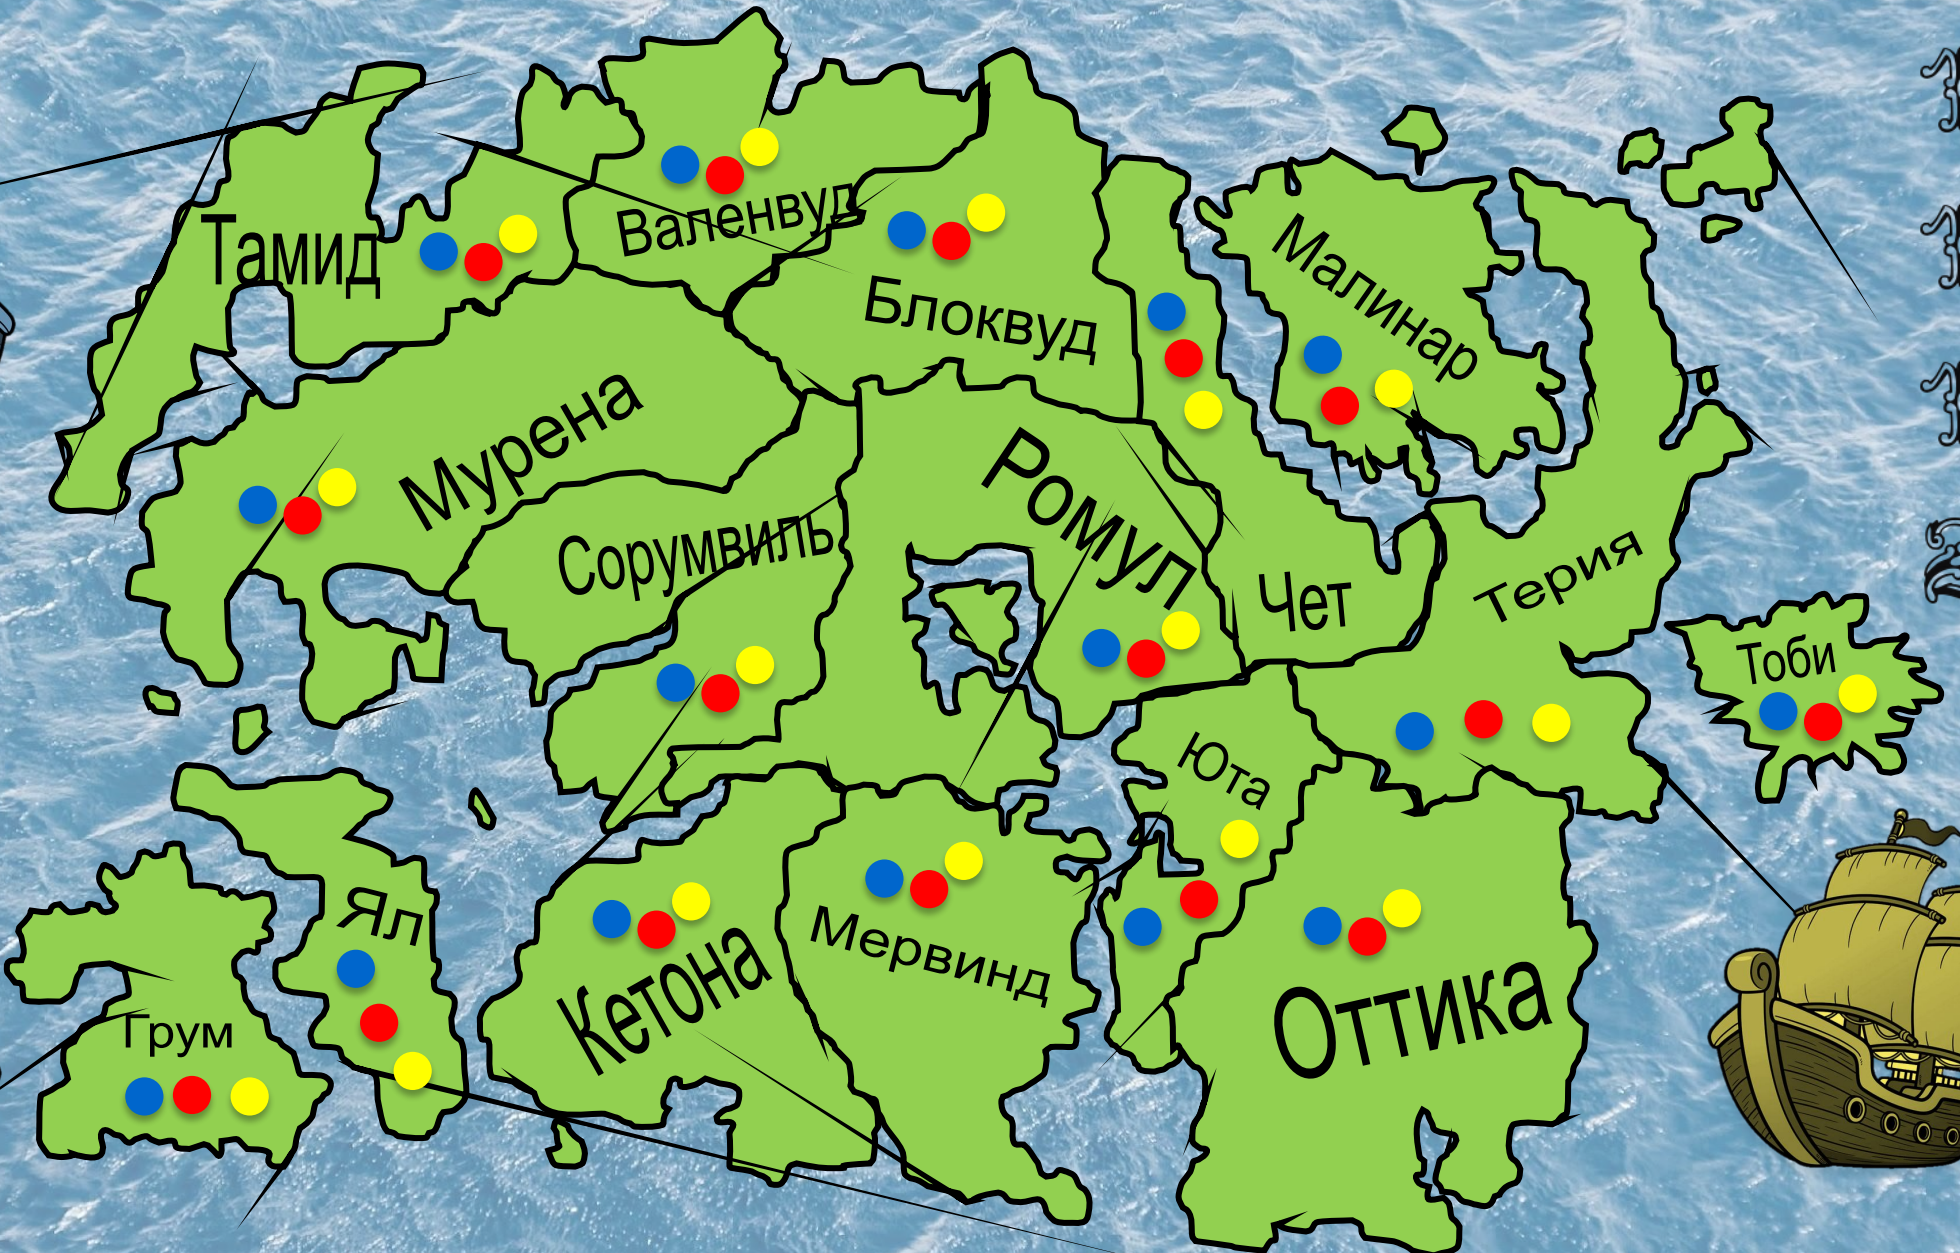 Тамид
Валенвуд
Блоквуд
Малинар
Мурена
Сорумвиль
Ромул
Чет
Терия
Тоби
Юта
Ял
Грум
Кетона
Мервинд
Оттика